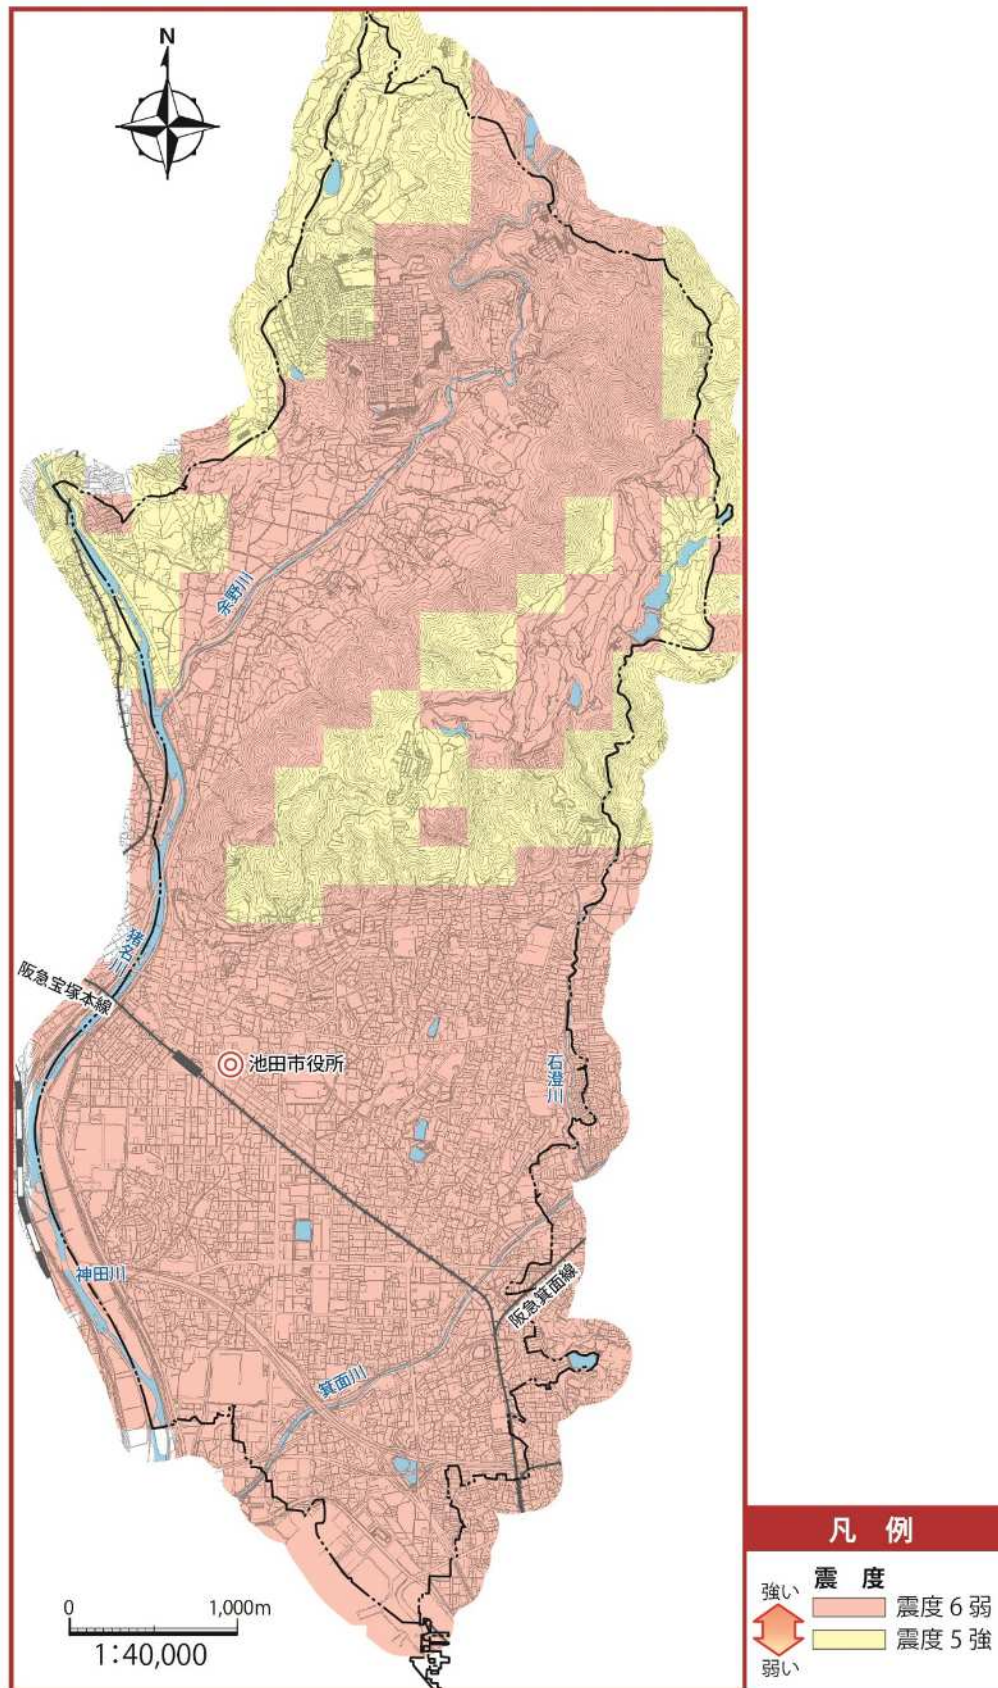 N
余野川
猪名川
阪急宝塚本線
池田市役所
石澄川
神田川
阪急箕面線
箕面川
0 1,000m
1:40,000
凡 例
震 度
強い
震度6弱
震度5強
弱い